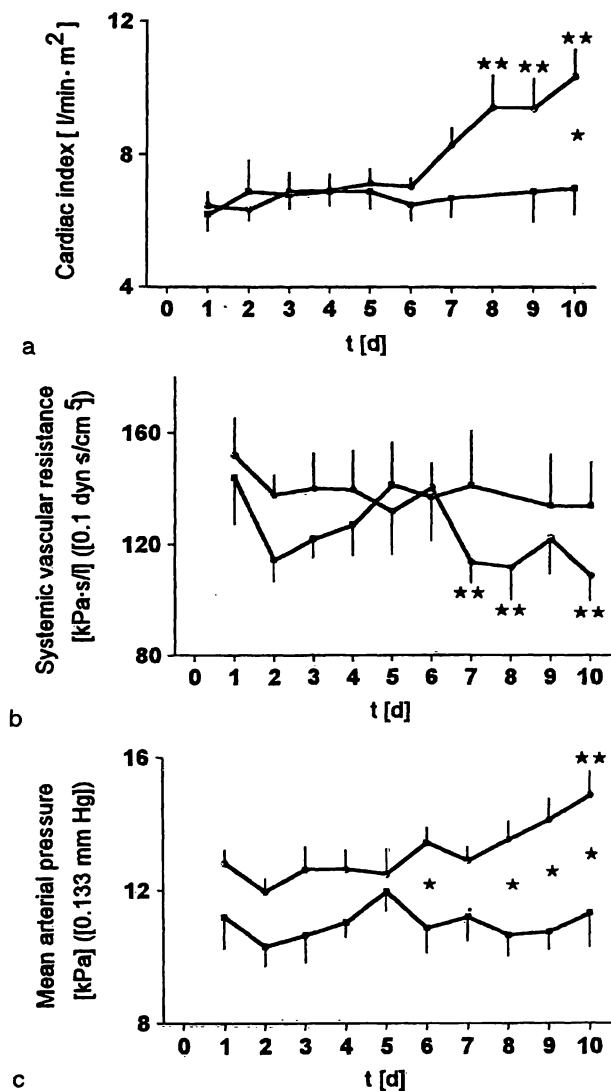 Cardiac index [ l/min· m²]
12
8
4
★★ ★★ ★★
★
0 1 2 3 4 5 6 7 8 9 10
t [d]
a
Systemic vascular resistance
[kPa·s/l] ([0.1 dyn s/cm⁵])
160
120
80
★★ ★★ ★★
0 1 2 3 4 5 6 7 8 9 10
t [d]
b
Mean arterial pressure
[kPa] ([0.133 mm Hg])
16
12
8
★★
★ ★ ★ ★
0 1 2 3 4 5 6 7 8 9 10
t [d]
c